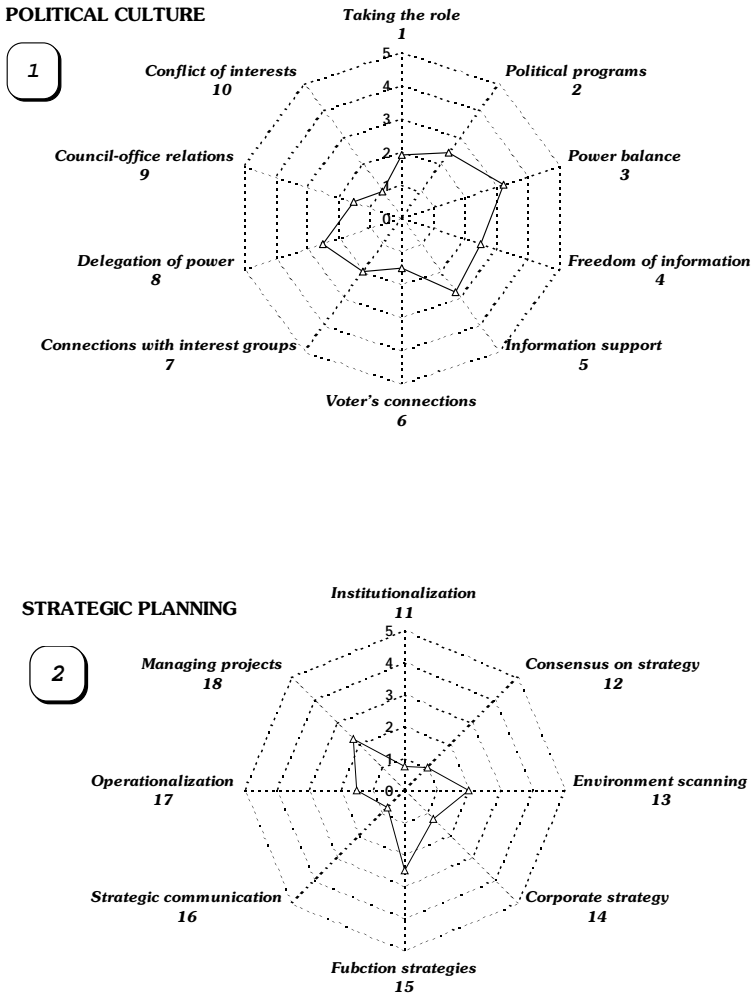 POLITICAL CULTURE
1
Taking the role
1
Conflict of interests
10
Political programs
2
Council-office relations
9
Power balance
3
Delegation of power
8
Freedom of information
4
Connections with interest groups
7
Information support
5
Voter's connections
6
5
4
3
2
1
0
STRATEGIC PLANNING
2
Institutionalization
11
Managing projects
18
Consensus on strategy
12
Operationalization
17
Environment scanning
13
Strategic communication
16
Corporate strategy
14
Fubction strategies
15
5
4
3
2
1
0